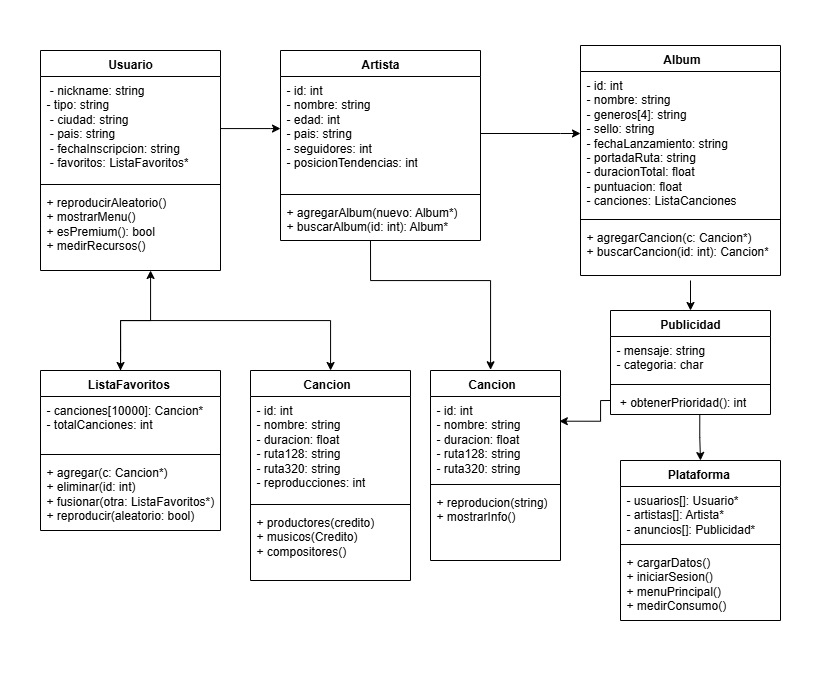 Usuario
- nickname: string
- tipo: string
- ciudad: string
- pais: string
- fechaInscripcion: string
- favoritos: ListaFavoritos*
+ reproducirAleatorio()
+ mostrarMenu()
+ esPremium(): bool
+ medirRecursos()
Artista
- id: int
- nombre: string
- edad: int
- pais: string
- seguidores: int
- posicionTendencias: int
+ agregarAlbum(nuevo: Album*)
+ buscarAlbum(id: int): Album*
Album
- id: int
- nombre: string
- generos[4]: string
- sello: string
- fechaLanzamiento: string
- portadaRuta: string
- duracionTotal: float
- puntuacion: float
- canciones: ListaCanciones
+ agregarCancion(c: Cancion*)
+ buscarCancion(id: int): Cancion*
Publicidad
- mensaje: string
- categoria: char
+ obtenerPrioridad(): int
ListaFavoritos
- canciones[10000]: Cancion*
- totalCanciones: int
+ agregar(c: Cancion*)
+ eliminar(id: int)
+ fusionar(otra: ListaFavoritos*)
+ reproducir(aleatorio: bool)
Cancion
- id: int
- nombre: string
- duracion: float
- ruta128: string
- ruta320: string
- reproducciones: int
+ productores(credito)
+ musicos(Credito)
+ compositores()
Cancion
- id: int
- nombre: string
- duracion: float
- ruta128: string
- ruta320: string
+ reproducion(string)
+ mostrarInfo()
Plataforma
- usuarios[]: Usuario*
- artistas[]: Artista*
- anuncios[]: Publicidad*
+ cargarDatos()
+ iniciarSesion()
+ menuPrincipal()
+ medirConsumo()